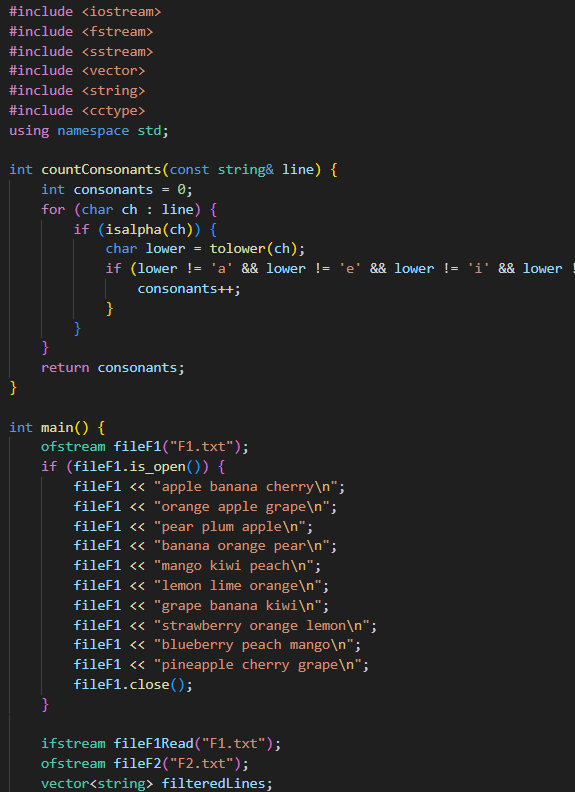 #include <iostream>
#include <fstream>
#include <sstream>
#include <vector>
#include <string>
#include <cctype>
using namespace std;

int countConsonants(const string& line) {
    int consonants = 0;
    for (char ch : line) {
        if (isalpha(ch)) {
            char lower = tolower(ch);
            if (lower != 'a' && lower != 'e' && lower != 'i' && lower !
                consonants++;
            }
        }
    }
    return consonants;
}

int main() {
    ofstream fileF1("F1.txt");
    if (fileF1.is_open()) {
        fileF1 << "apple banana cherry\n";
        fileF1 << "orange apple grape\n";
        fileF1 << "pear plum apple\n";
        fileF1 << "banana orange pear\n";
        fileF1 << "mango kiwi peach\n";
        fileF1 << "lemon lime orange\n";
        fileF1 << "grape banana kiwi\n";
        fileF1 << "strawberry orange lemon\n";
        fileF1 << "blueberry peach mango\n";
        fileF1 << "pineapple cherry grape\n";
        fileF1.close();
    }

    ifstream fileF1Read("F1.txt");
    ofstream fileF2("F2.txt");
    vector<string> filteredLines;